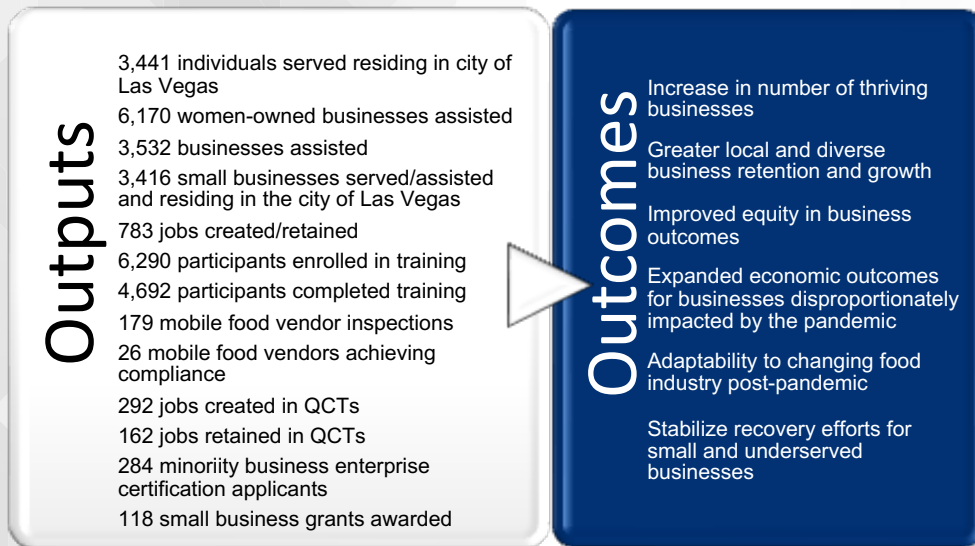 Outputs
3,441 individuals served residing in city of
Las Vegas
6,170 women-owned businesses assisted
3,532 businesses assisted
3,416 small businesses served/assisted
and residing in the city of Las Vegas
783 jobs created/retained
6,290 participants enrolled in training
4,692 participants completed training
179 mobile food vendor inspections
26 mobile food vendors achieving
compliance
292 jobs created in QCTs
162 jobs retained in QCTs
284 minoriity business enterprise
certification applicants
118 small business grants awarded
Outcomes
Increase in number of thriving
businesses
Greater local and diverse
business retention and growth
Improved equity in business
outcomes
Expanded economic outcomes
for businesses disproportionately
impacted by the pandemic
Adaptability to changing food
industry post-pandemic
Stabilize recovery efforts for
small and underserved
businesses